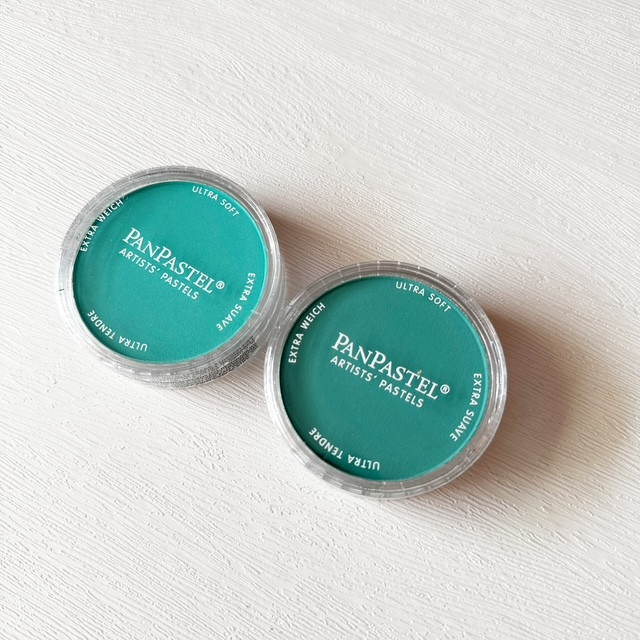 ULTRA SOFT
EXTRA WEICH
PANPASTEL®
ARTISTS' PASTELS
EXTRA SUAVE
ULTRA TENDRE
ULTRA SOFT
EXTRA WEICH
PANPASTEL®
ARTISTS' PASTELS
EXTRA SUAVE
ULTRA TENDRE